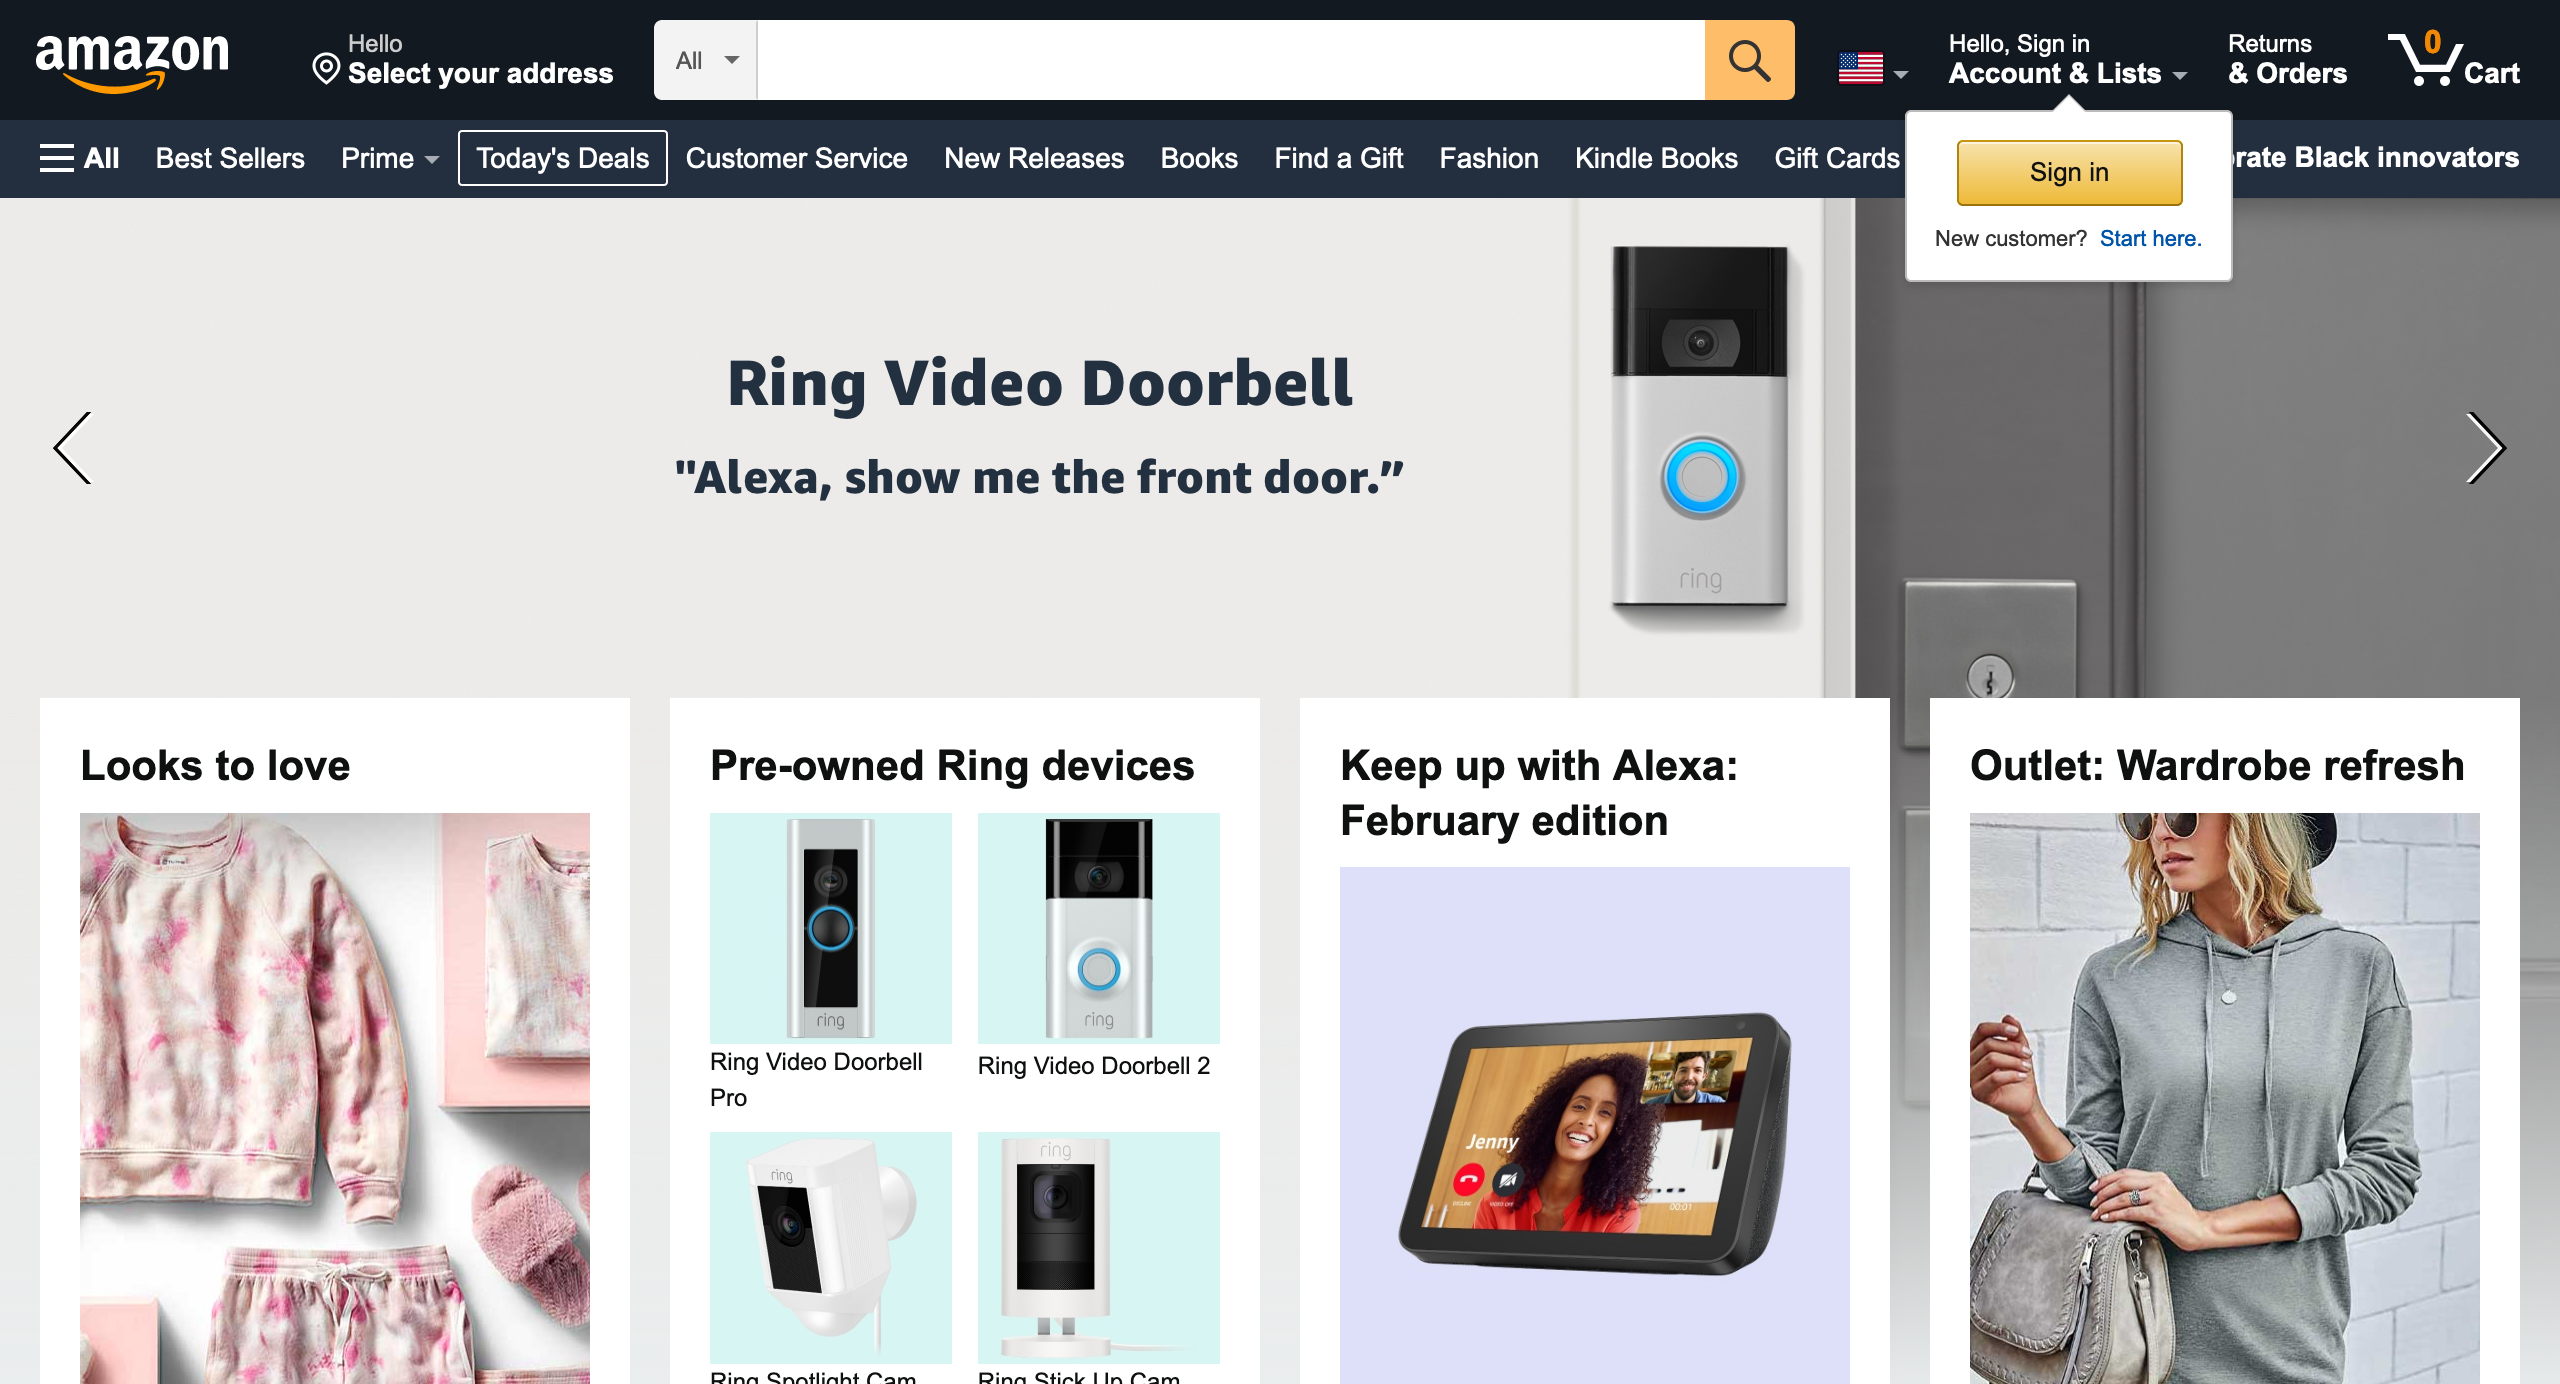 amazon
Hello
Select your address
All
Hello, Sign in
Account & Lists
Returns
& Orders
0
Cart
All
Best Sellers
Prime
Today's Deals
Customer Service
New Releases
Books
Find a Gift
Fashion
Kindle Books
Gift Cards
Black innovators
Sign in
New customer? Start here.
Ring Video Doorbell
"Alexa, show me the front door.”
ring
Looks to love
Pre-owned Ring devices
Keep up with Alexa:
February edition
Outlet: Wardrobe refresh
ring
ring
Ring Video Doorbell
Pro
Ring Video Doorbell 2
ring
ring
Jenny
00:01
Ring Spotlight Cam
Ring Stick Up Cam